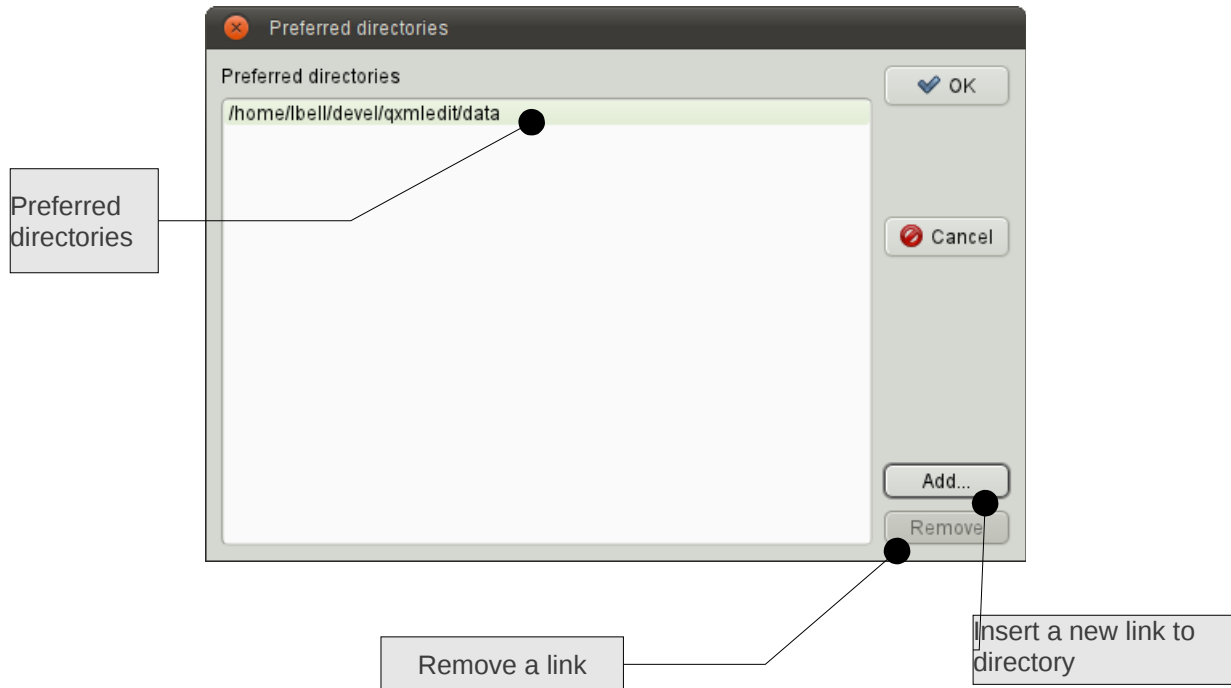 Preferred directories
Preferred directories
OK
/home/lbell/devel/qxmledit/data
Preferred
directories
Cancel
Add...
Remove
Remove a link
Insert a new link to
directory